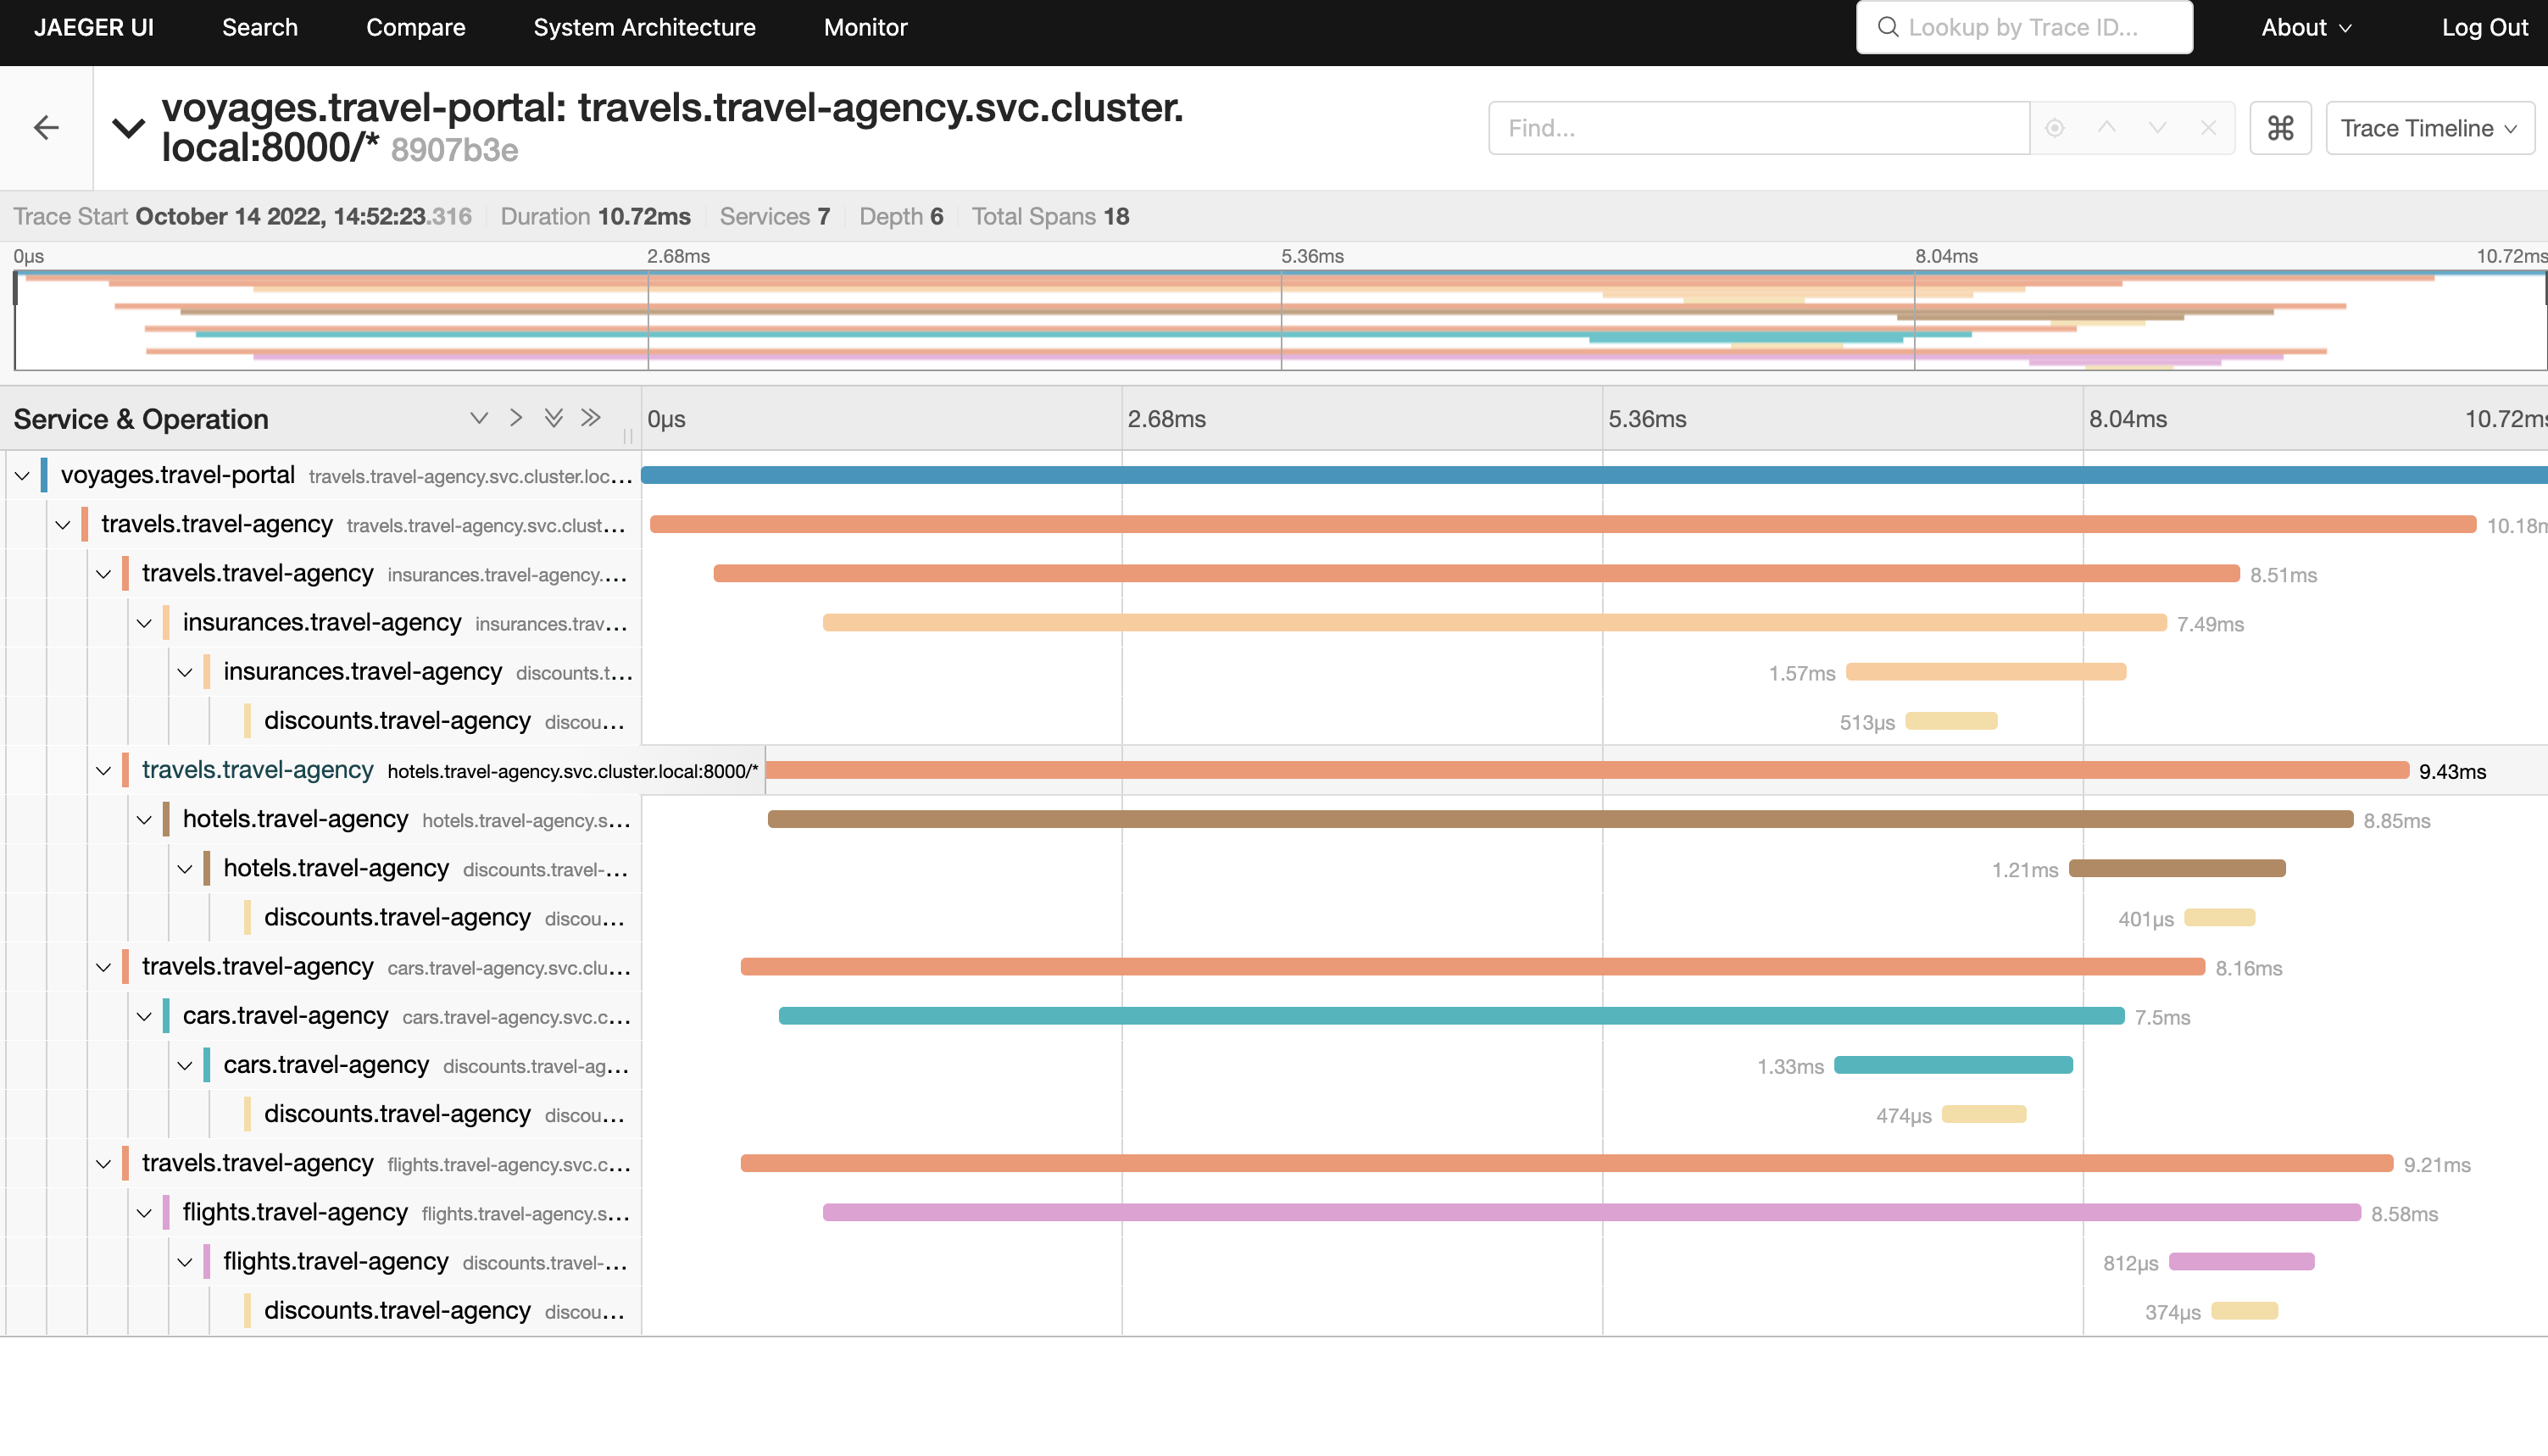 JAEGER UI Search Compare System Architecture Monitor Lookup by Trace ID... About Log Out
voyages.travel-portal: travels.travel-agency.svc.cluster.
local:8000/* 8907b3e
Find... ⌘ Trace Timeline
Trace Start October 14 2022, 14:52:23.316 Duration 10.72ms Services 7 Depth 6 Total Spans 18
0μs 2.68ms 5.36ms 8.04ms 10.72ms
Service & Operation 0μs 2.68ms 5.36ms 8.04ms 10.72ms
voyages.travel-portal travels.travel-agency.svc.cluster.loc...
travels.travel-agency travels.travel-agency.svc.clust... 10.18m
travels.travel-agency insurances.travel-agency.... 8.51ms
insurances.travel-agency insurances.trav... 7.49ms
insurances.travel-agency discounts.t... 1.57ms
discounts.travel-agency discou... 513μs
travels.travel-agency hotels.travel-agency.svc.cluster.local:8000/* 9.43ms
hotels.travel-agency hotels.travel-agency.s... 8.85ms
hotels.travel-agency discounts.travel-... 1.21ms
discounts.travel-agency discou... 401μs
travels.travel-agency cars.travel-agency.svc.clu... 8.16ms
cars.travel-agency cars.travel-agency.svc.c... 7.5ms
cars.travel-agency discounts.travel-ag... 1.33ms
discounts.travel-agency discou... 474μs
travels.travel-agency flights.travel-agency.svc.c... 9.21ms
flights.travel-agency flights.travel-agency.s... 8.58ms
flights.travel-agency discounts.travel-... 812μs
discounts.travel-agency discou... 374μs